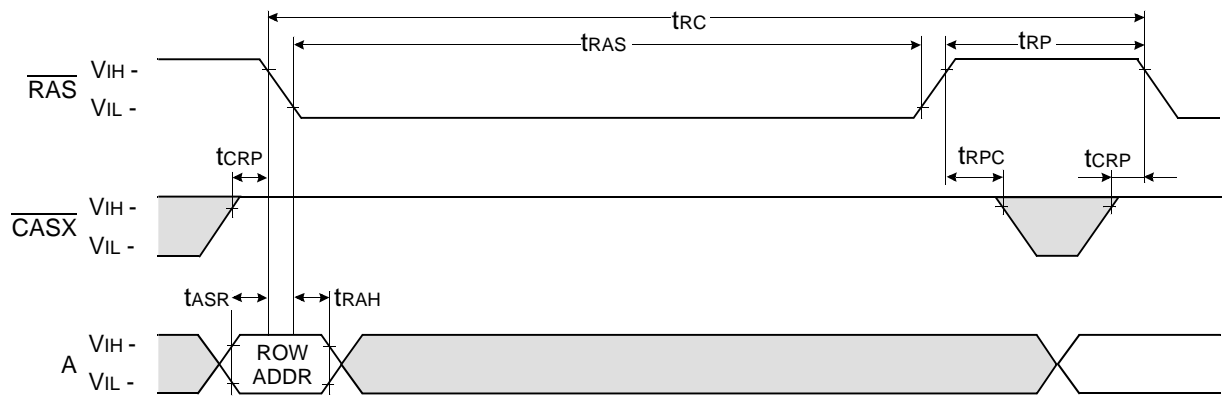 tRC
tRAS
tRP
RAS
VIH -
VIL -
tCRP
tRPC
tCRP
CASX
VIH -
VIL -
tASR
tRAH
A
VIH -
VIL -
ROW
ADDR